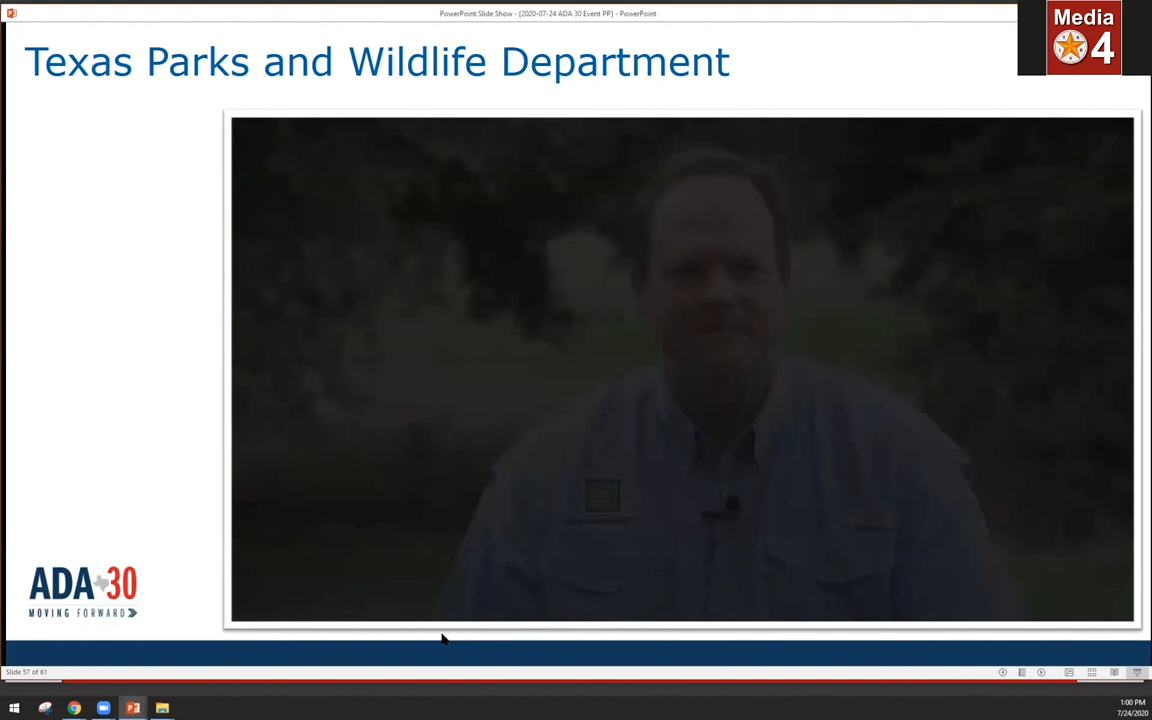 PowerPoint Slide Show - [2020-07-24 ADA 30 Event PP] - PowerPoint
Media
4
Texas Parks and Wildlife Department
ADA 30
MOVING FORWARD
Slide 57 of 61
1:00 PM
7/24/2020